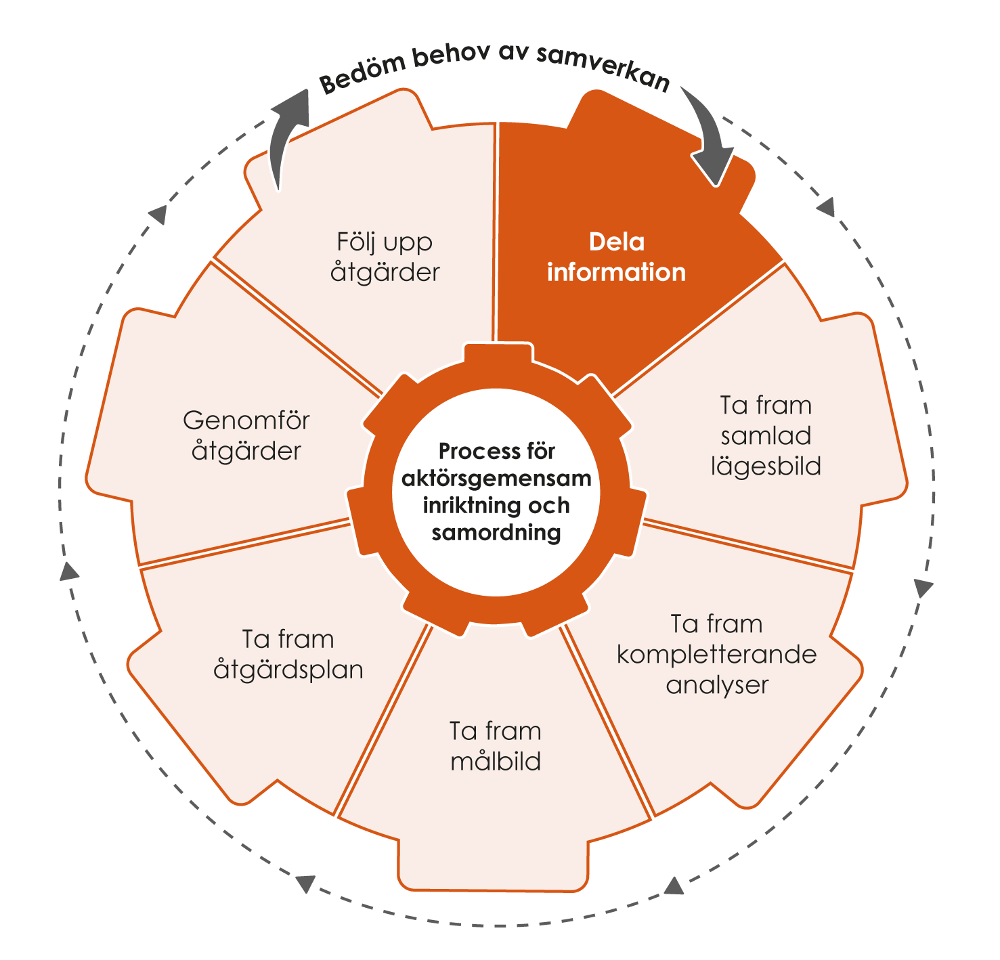 Bedöm behov av samverkan
Dela
information
Ta fram
samlad
lägesbild
Ta fram
kompletterande
analyser
Ta fram
målbild
Ta fram
åtgärdsplan
Genomför
åtgärder
Följ upp
åtgärder
Process för
aktörsgemensam
inriktning och
samordning